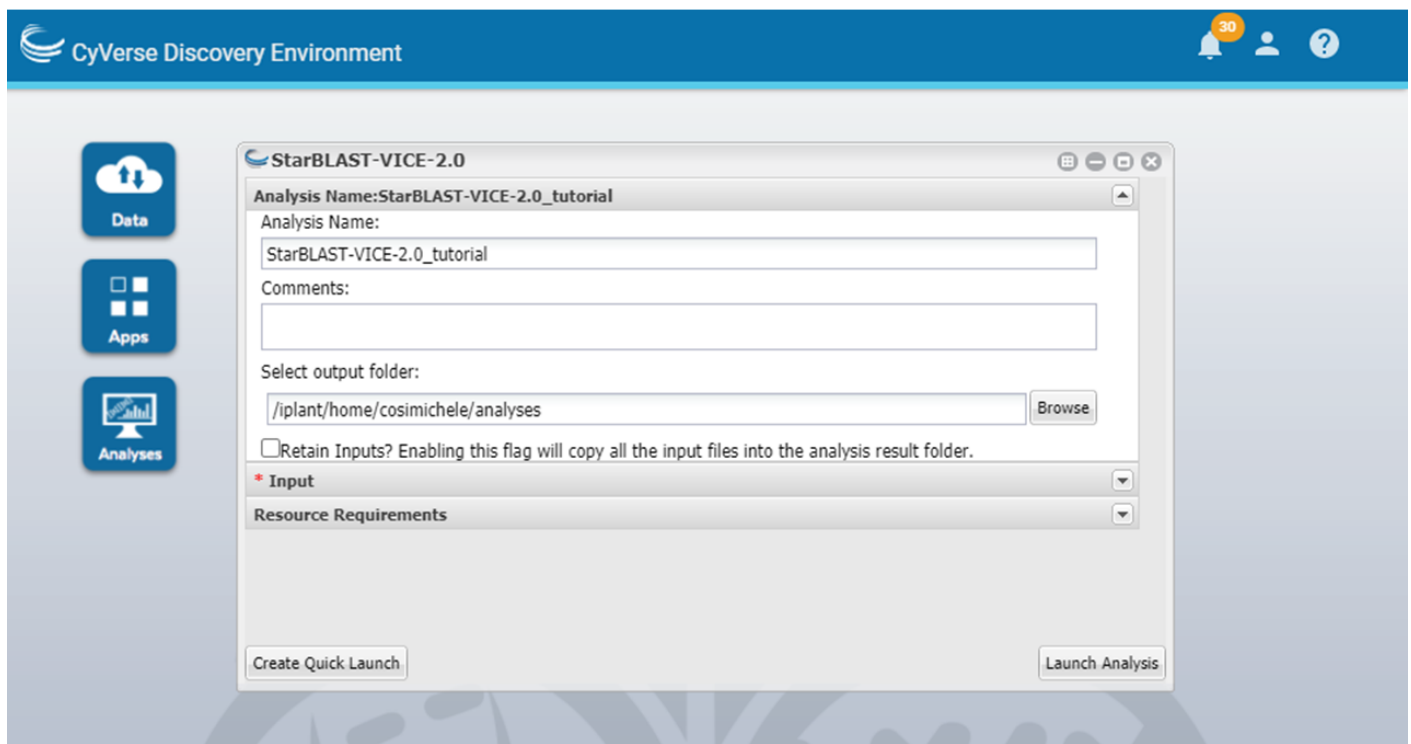 CyVerse Discovery Environment
30
?
Data
Apps
Analyses
StarBLAST-VICE-2.0
Analysis Name:StarBLAST-VICE-2.0_tutorial
Analysis Name:
StarBLAST-VICE-2.0_tutorial
Comments:
Select output folder:
/iplant/home/cosimichele/analyses
Browse
Retain Inputs? Enabling this flag will copy all the input files into the analysis result folder.
* Input
Resource Requirements
Create Quick Launch
Launch Analysis